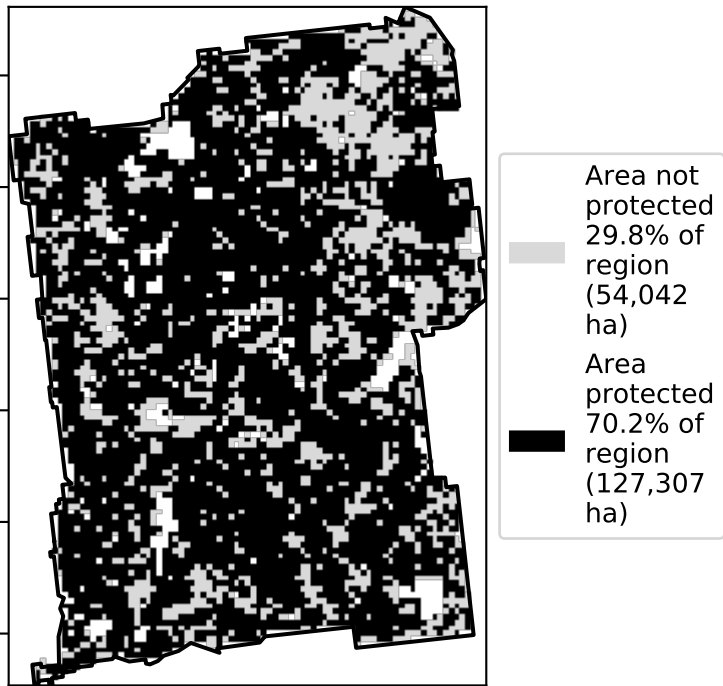 Area not
protected
29.8% of
region
(54,042
ha)
Area
protected
70.2% of
region
(127,307
ha)